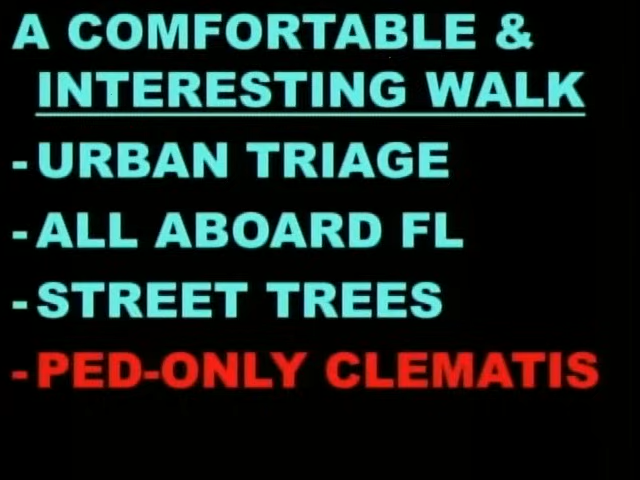 A COMFORTABLE &
INTERESTING WALK
- URBAN TRIAGE
- ALL ABOARD FL
- STREET TREES
- PED-ONLY CLEMATIS